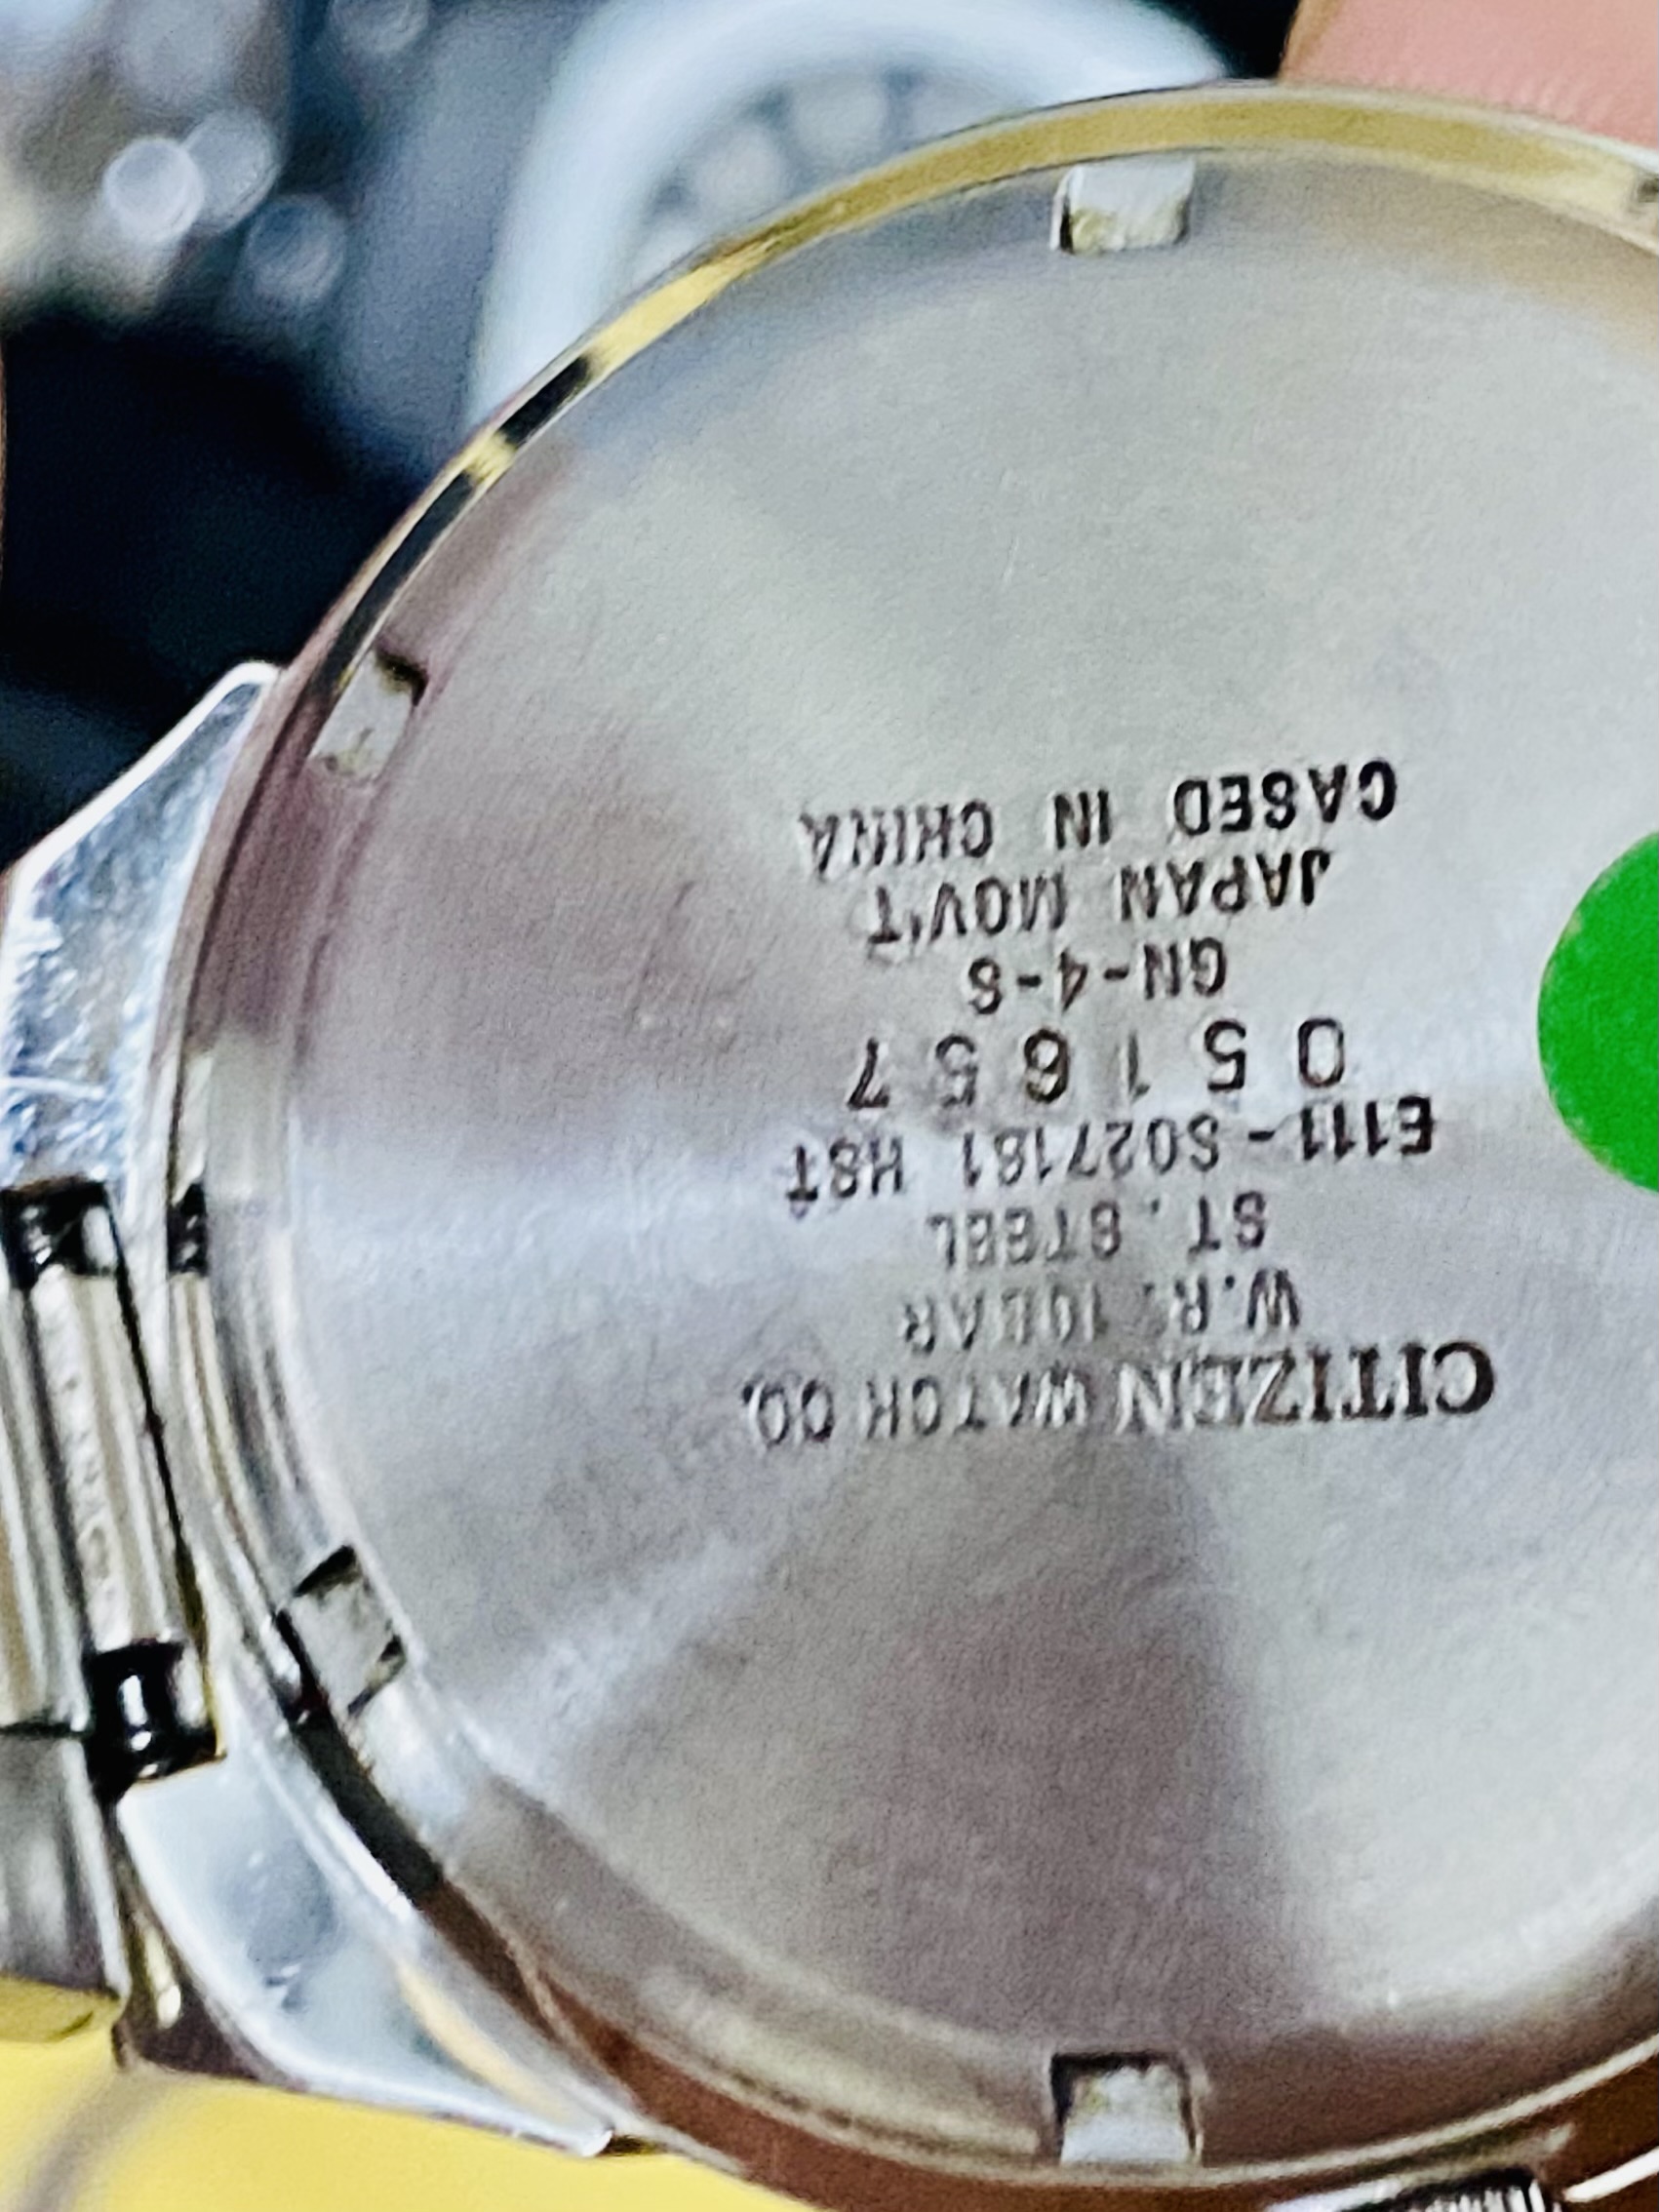 CITIZEN WATCH CO.
W.R. 10BAR
ST. STEEL
E111-S027181 HST
0 5 1 6 5 7
GN-4-S
JAPAN MOV'T
CASED IN CHINA